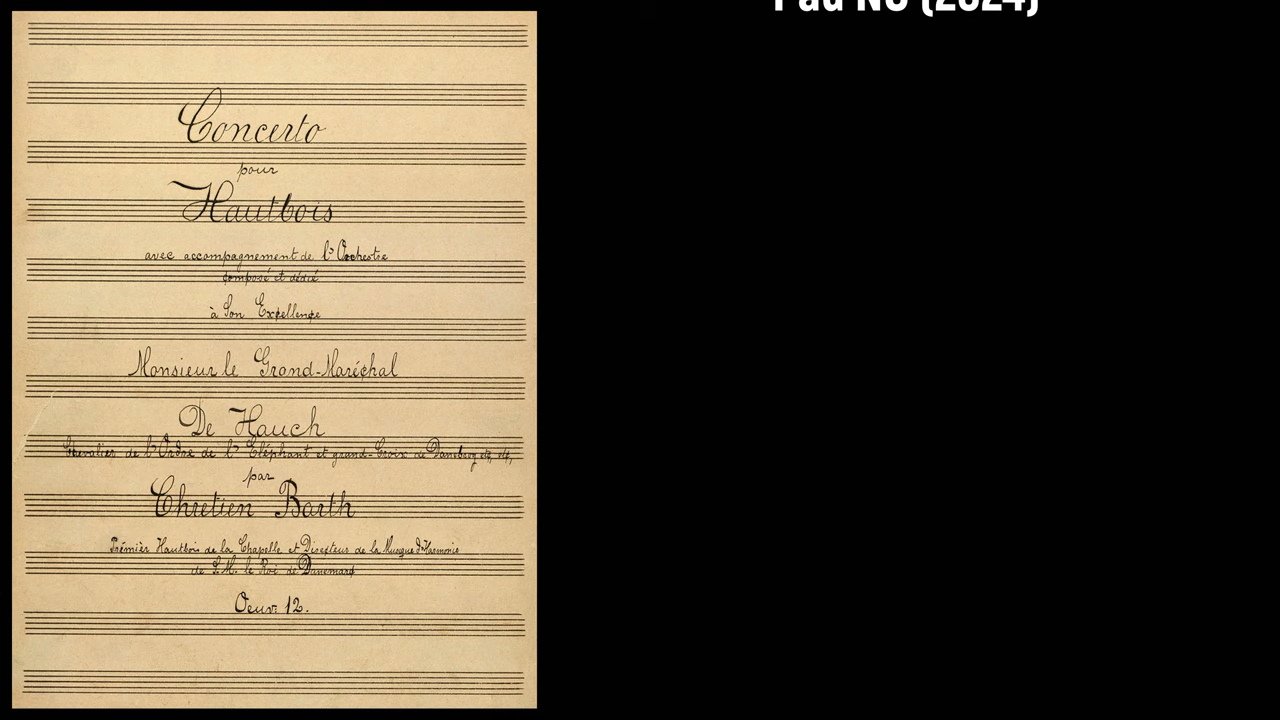 Concerto
pour
Hautbois
avec accompagnement de l'Orchestre
composé et dédié
à Son Excellence
Monsieur le Grand-Maréchal
De Hauch
Chevalier de l'Ordre de l'Eléphant et grand-Croix de Danebrog etc, etc,
par
Chretien Barth
Prémièr Hautbois de la Chapelle et Directeur de la Musique d'Harmonie
de S. M. le Roi de Danemarc
Oeuv: 12.
(2024)